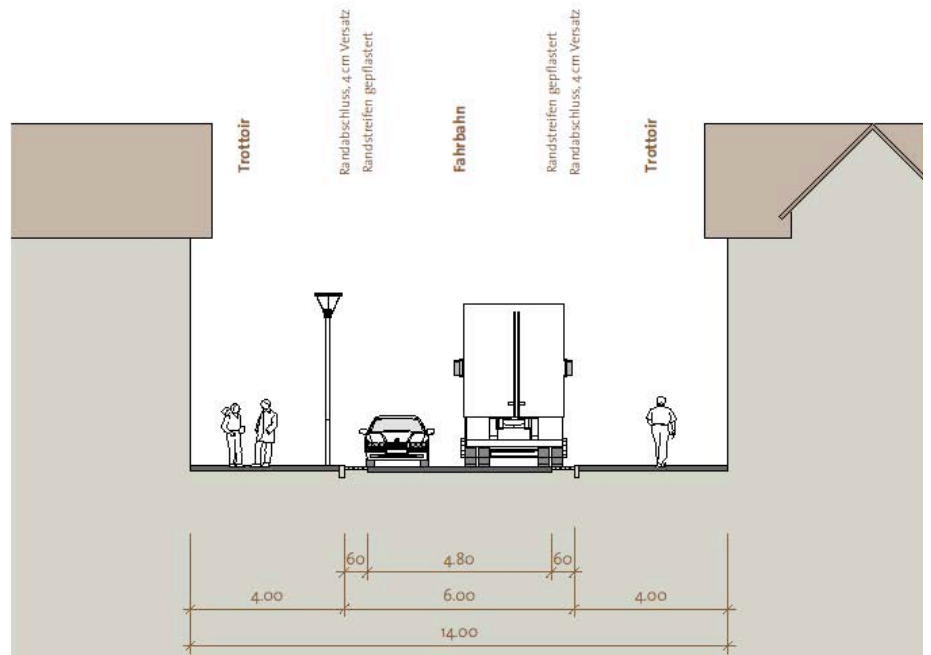 Trottoir
Randabschluss, 4 cm Versatz
Randstreifen gepflastert
Fahrbahn
Randstreifen gepflastert
Randabschluss, 4 cm Versatz
Trottoir
60
4.80
60
4.00
6.00
4.00
14.00